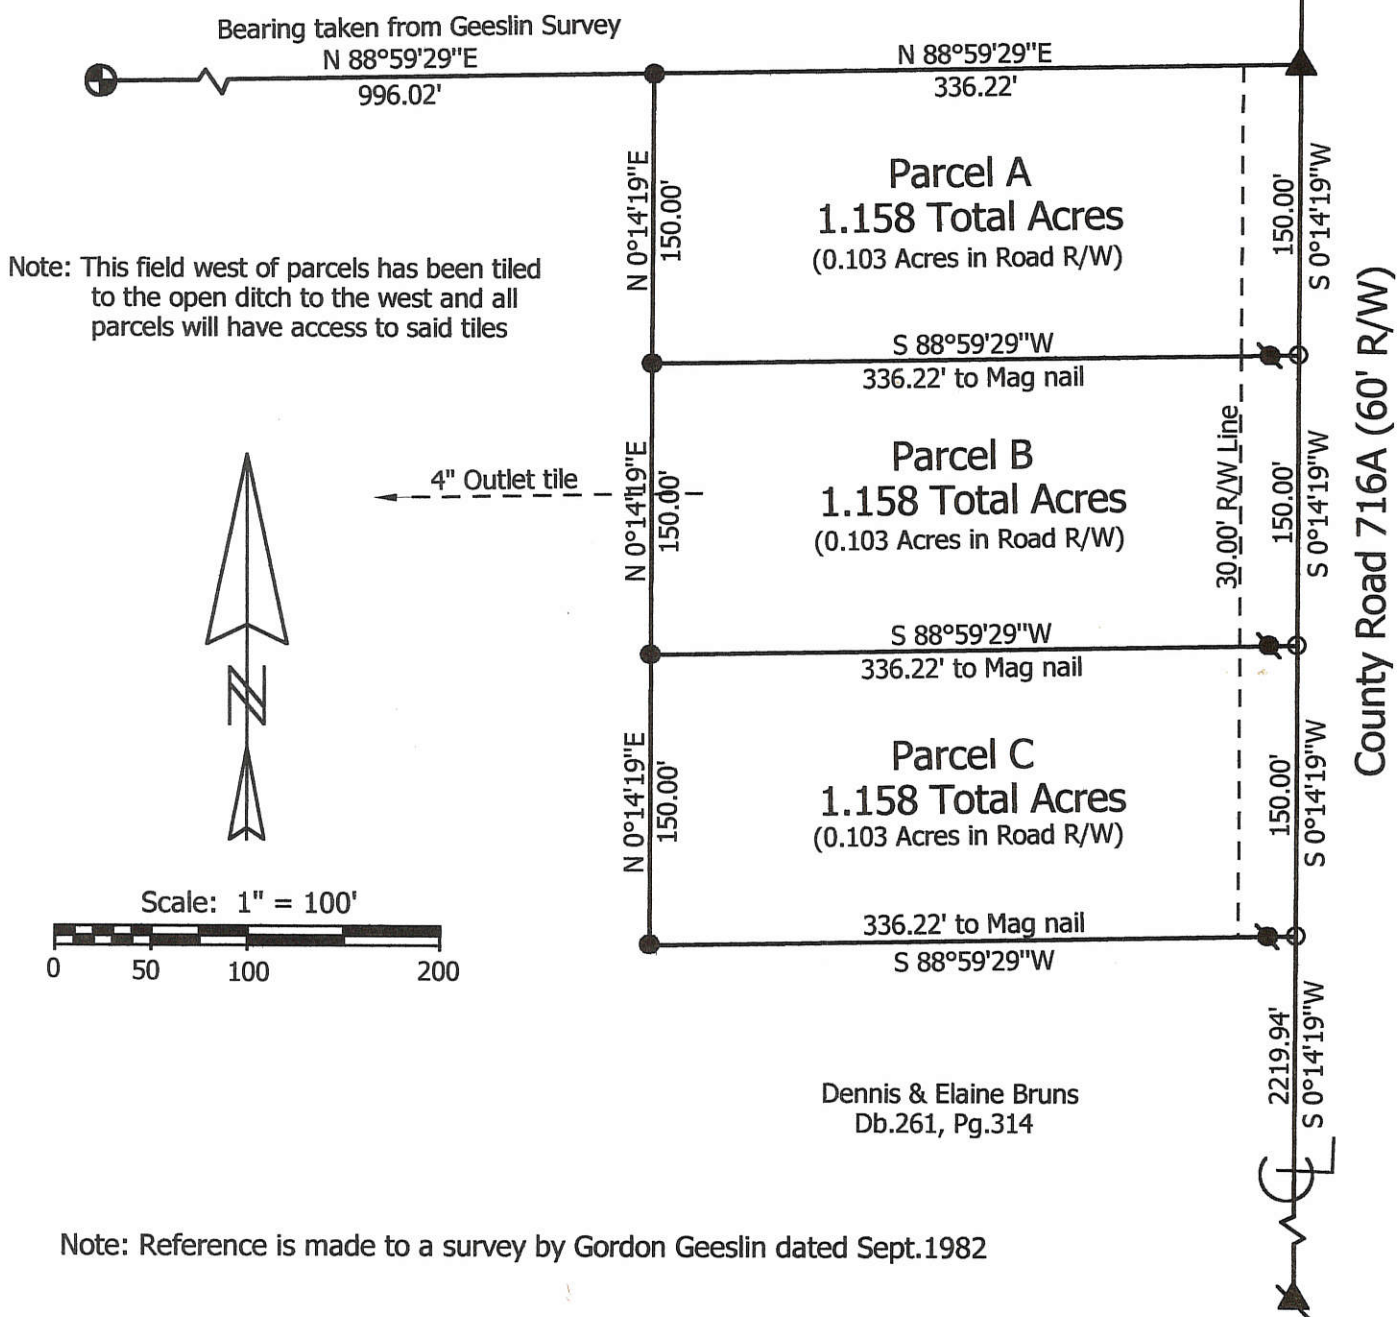 Bearing taken from Geeslin Survey
N 88°59'29"E
996.02'
N 88°59'29"E
336.22'
N 0°14'19"E
150.00'
Parcel A
1.158 Total Acres
(0.103 Acres in Road R/W)
150.00'
S 0°14'19"W
Note: This field west of parcels has been tiled
to the open ditch to the west and all
parcels will have access to said tiles
S 88°59'29"W
336.22' to Mag nail
County Road 716A (60' R/W)
4" Outlet tile
N 0°14'19"E
150.00'
Parcel B
1.158 Total Acres
(0.103 Acres in Road R/W)
30.00' R/W Line
150.00'
S 0°14'19"W
N
S 88°59'29"W
336.22' to Mag nail
N 0°14'19"E
150.00'
Parcel C
1.158 Total Acres
(0.103 Acres in Road R/W)
150.00'
S 0°14'19"W
Scale: 1" = 100'
0 50 100 200
336.22' to Mag nail
S 88°59'29"W
2219.94'
S 0°14'19"W
Dennis & Elaine Bruns
Db.261, Pg.314
Note: Reference is made to a survey by Gordon Geeslin dated Sept.1982